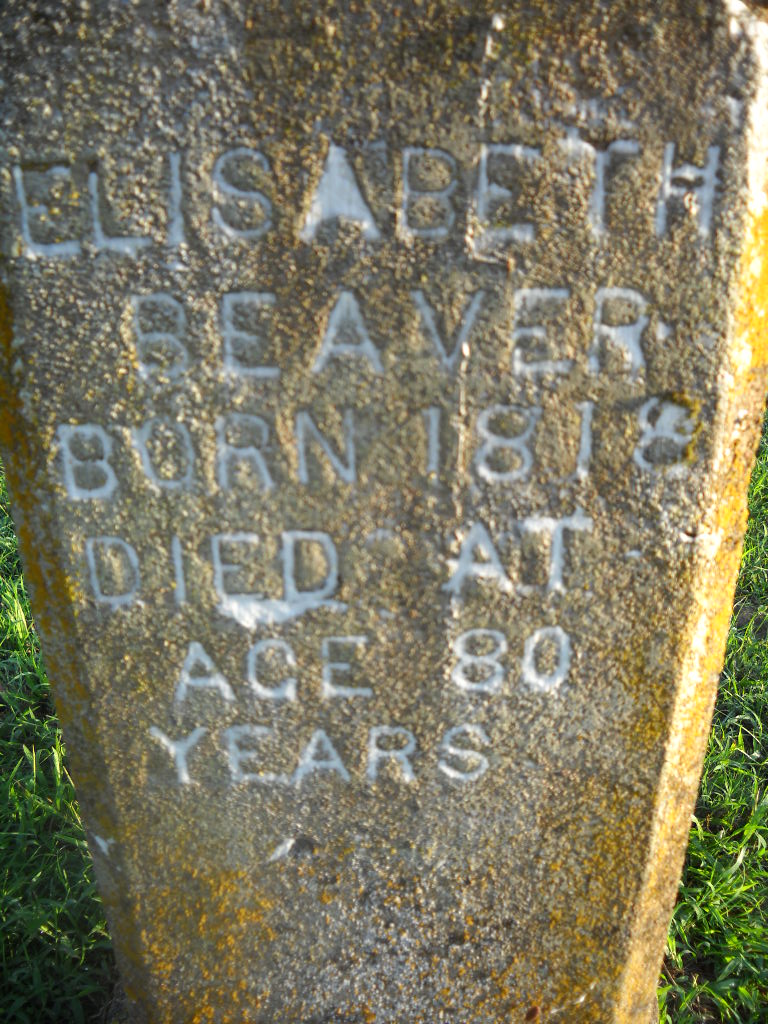 ELISABETH
BEAVER
BORN 1818
DIED AT
AGE 80
YEARS